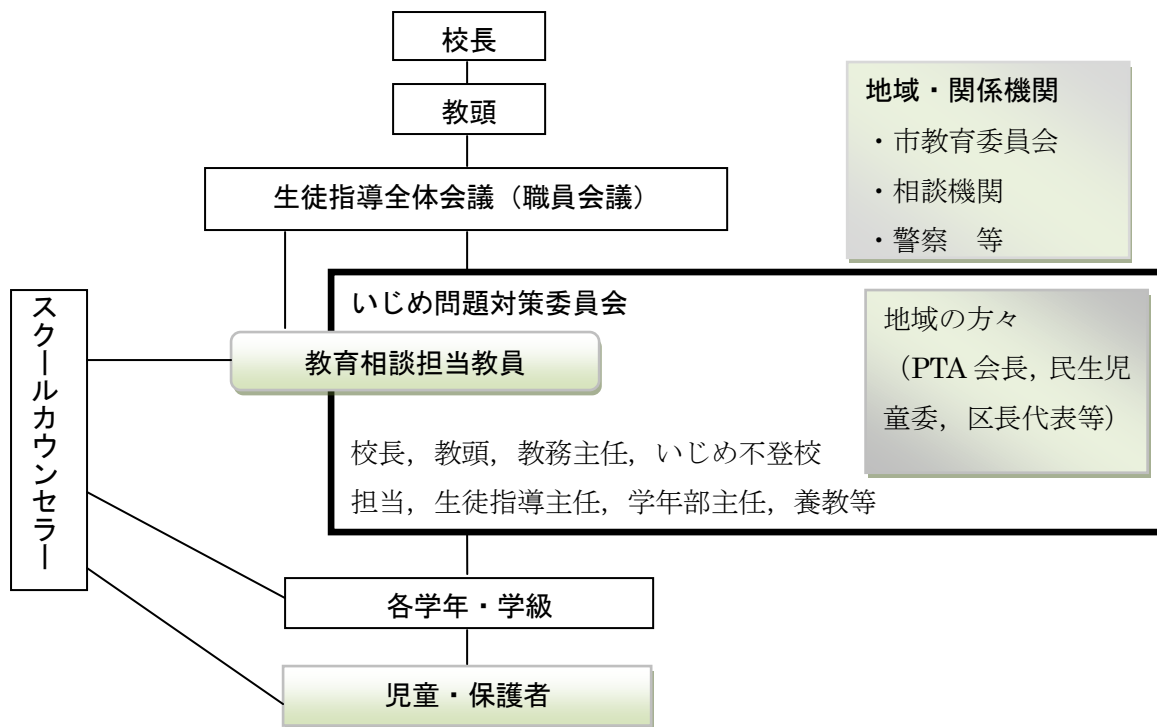 校長
教頭
生徒指導全体会議（職員会議）
地域・関係機関
・市教育委員会
・相談機関
・警察　等
スクールカウンセラー
いじめ問題対策委員会
教育相談担当教員
校長，教頭，教務主任，いじめ不登校
担当，生徒指導主任，学年部主任，養教等
地域の方々
（PTA 会長，民生児
童委，区長代表等）
各学年・学級
児童・保護者